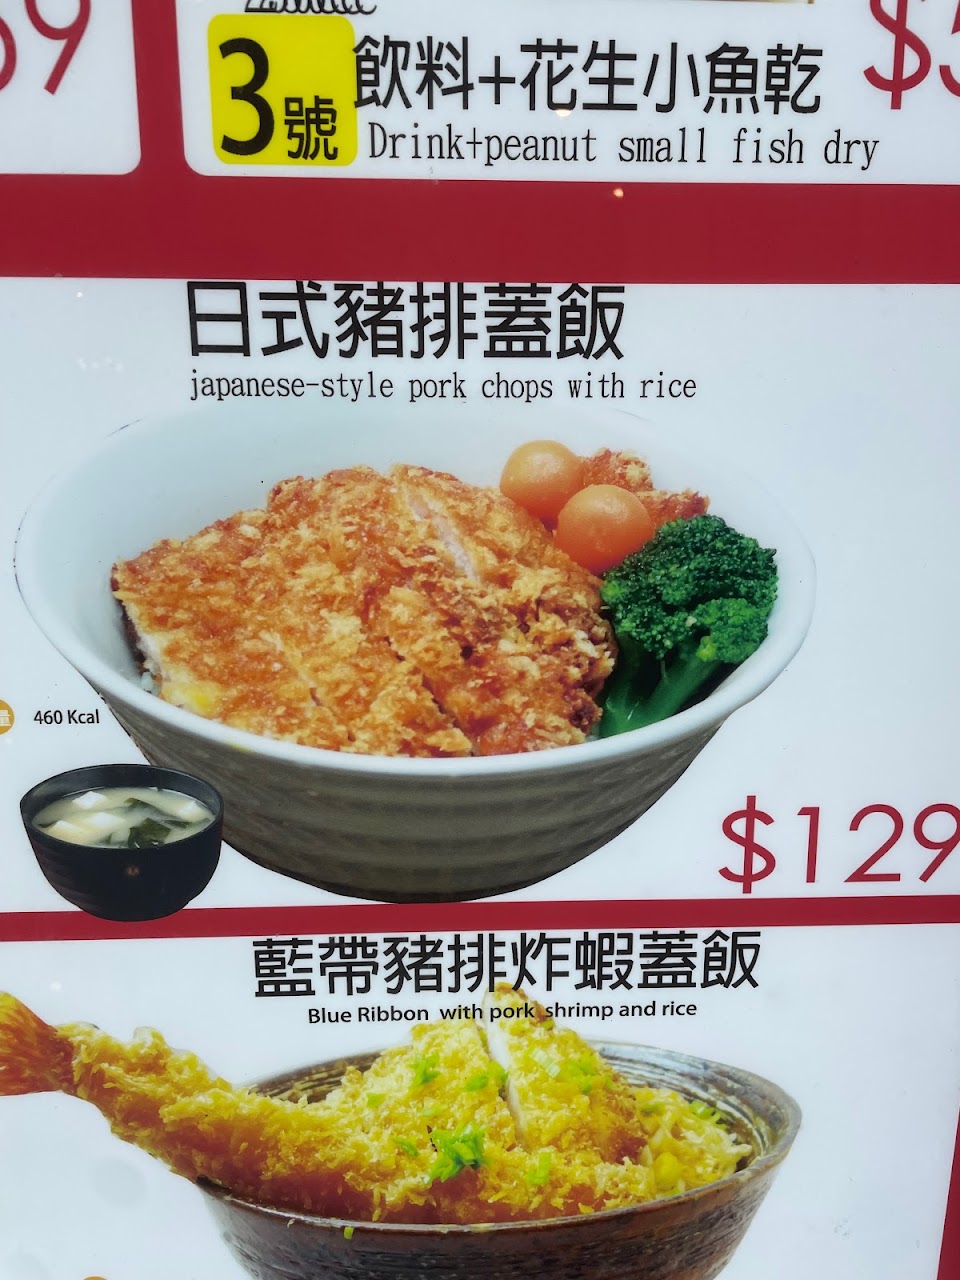 3號
飲料+花生小魚乾
Drink+peanut small fish dry
日式豬排蓋飯
japanese-style pork chops with rice
460 Kcal
$129
藍帶豬排炸蝦蓋飯
Blue Ribbon with pork shrimp and rice